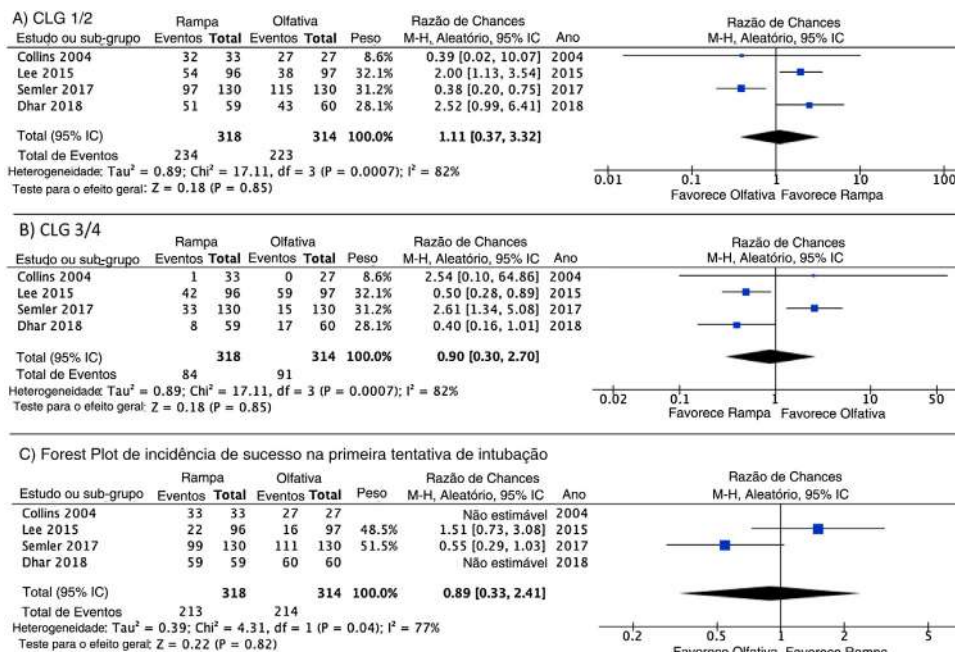 A) CLG 1/2
Rampa Olfativa Razão de Chances Razão de Chances
Estudo ou sub-grupo Eventos Total Eventos Total Peso M-H, Aleatório, 95% IC Ano M-H, Aleatório, 95% IC
Collins 2004 32 33 27 27 8.6% 0.39 [0.02, 10.07] 2004
Lee 2015 54 96 38 97 32.1% 2.00 [1.13, 3.54] 2015
Semler 2017 97 130 115 130 31.2% 0.38 [0.20, 0.75] 2017
Dhar 2018 51 59 43 60 28.1% 2.52 [0.99, 6.41] 2018
Total (95% IC) 318 314 100.0% 1.11 [0.37, 3.32]
Total de Eventos 234 223
Heterogeneidade: Tau² = 0.89; Chi² = 17.11, df = 3 (P = 0.0007); I² = 82%
Teste para o efeito geral: Z = 0.18 (P = 0.85)
0.01 0.1 1 10 100
Favorece Olfativa Favorece Rampa
B) CLG 3/4
Rampa Olfativa Razão de Chances Razão de Chances
Estudo ou sub-grupo Eventos Total Eventos Total Peso M-H, Aleatório, 95% IC Ano M-H, Aleatório, 95% IC
Collins 2004 1 33 0 27 8.6% 2.54 [0.10, 64.86] 2004
Lee 2015 42 96 59 97 32.1% 0.50 [0.28, 0.89] 2015
Semler 2017 33 130 15 130 31.2% 2.61 [1.34, 5.08] 2017
Dhar 2018 8 59 17 60 28.1% 0.40 [0.16, 1.01] 2018
Total (95% IC) 318 314 100.0% 0.90 [0.30, 2.70]
Total de Eventos 84 91
Heterogeneidade: Tau² = 0.89; Chi² = 17.11, df = 3 (P = 0.0007); I² = 82%
Teste para o efeito geral: Z = 0.18 (P = 0.85)
0.02 0.1 1 10 50
Favorece Rampa Favorece Olfativa
C) Forest Plot de incidência de sucesso na primeira tentativa de intubação
Rampa Olfativa Razão de Chances Razão de Chances
Estudo ou sub-grupo Eventos Total Eventos Total Peso M-H, Aleatório, 95% IC Ano M-H, Aleatório, 95% IC
Collins 2004 33 33 27 27 Não estimável 2004
Lee 2015 22 96 16 97 48.5% 1.51 [0.73, 3.08] 2015
Semler 2017 99 130 111 130 51.5% 0.55 [0.29, 1.03] 2017
Dhar 2018 59 59 60 60 Não estimável 2018
Total (95% IC) 318 314 100.0% 0.89 [0.33, 2.41]
Total de Eventos 213 214
Heterogeneidade: Tau² = 0.39; Chi² = 4.31, df = 1 (P = 0.04); I² = 77%
Teste para o efeito geral: Z = 0.22 (P = 0.82)
0.2 0.5 1 2 5
Favorece Olfativa Favorece Rampa